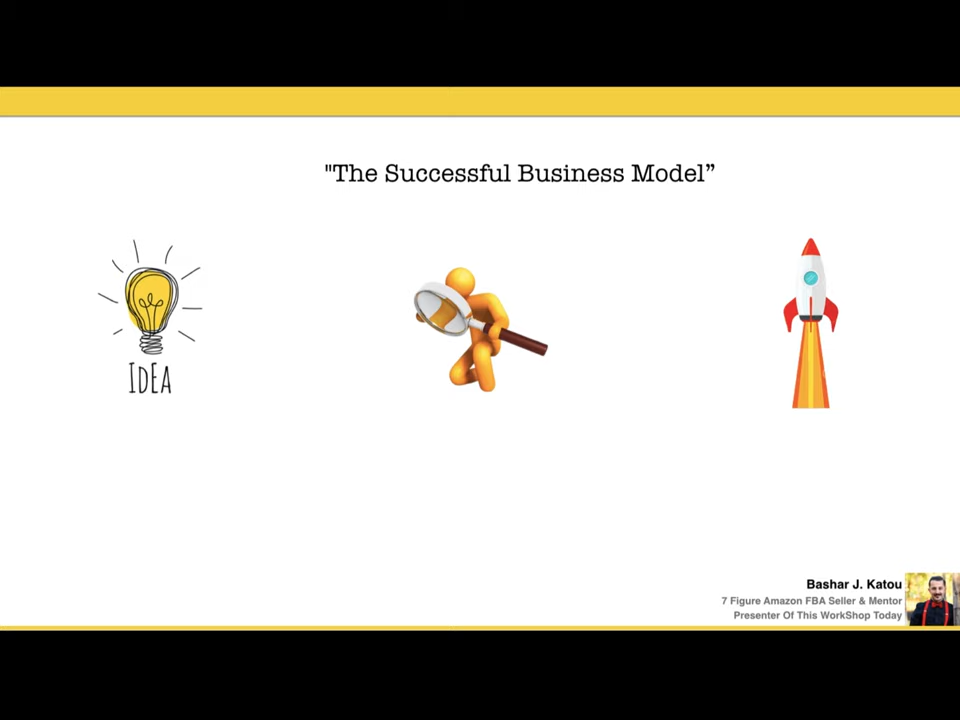 "The Successful Business Model”
IDEA
Bashar J. Katou
7 Figure Amazon FBA Seller & Mentor
Presenter Of This WorkShop Today